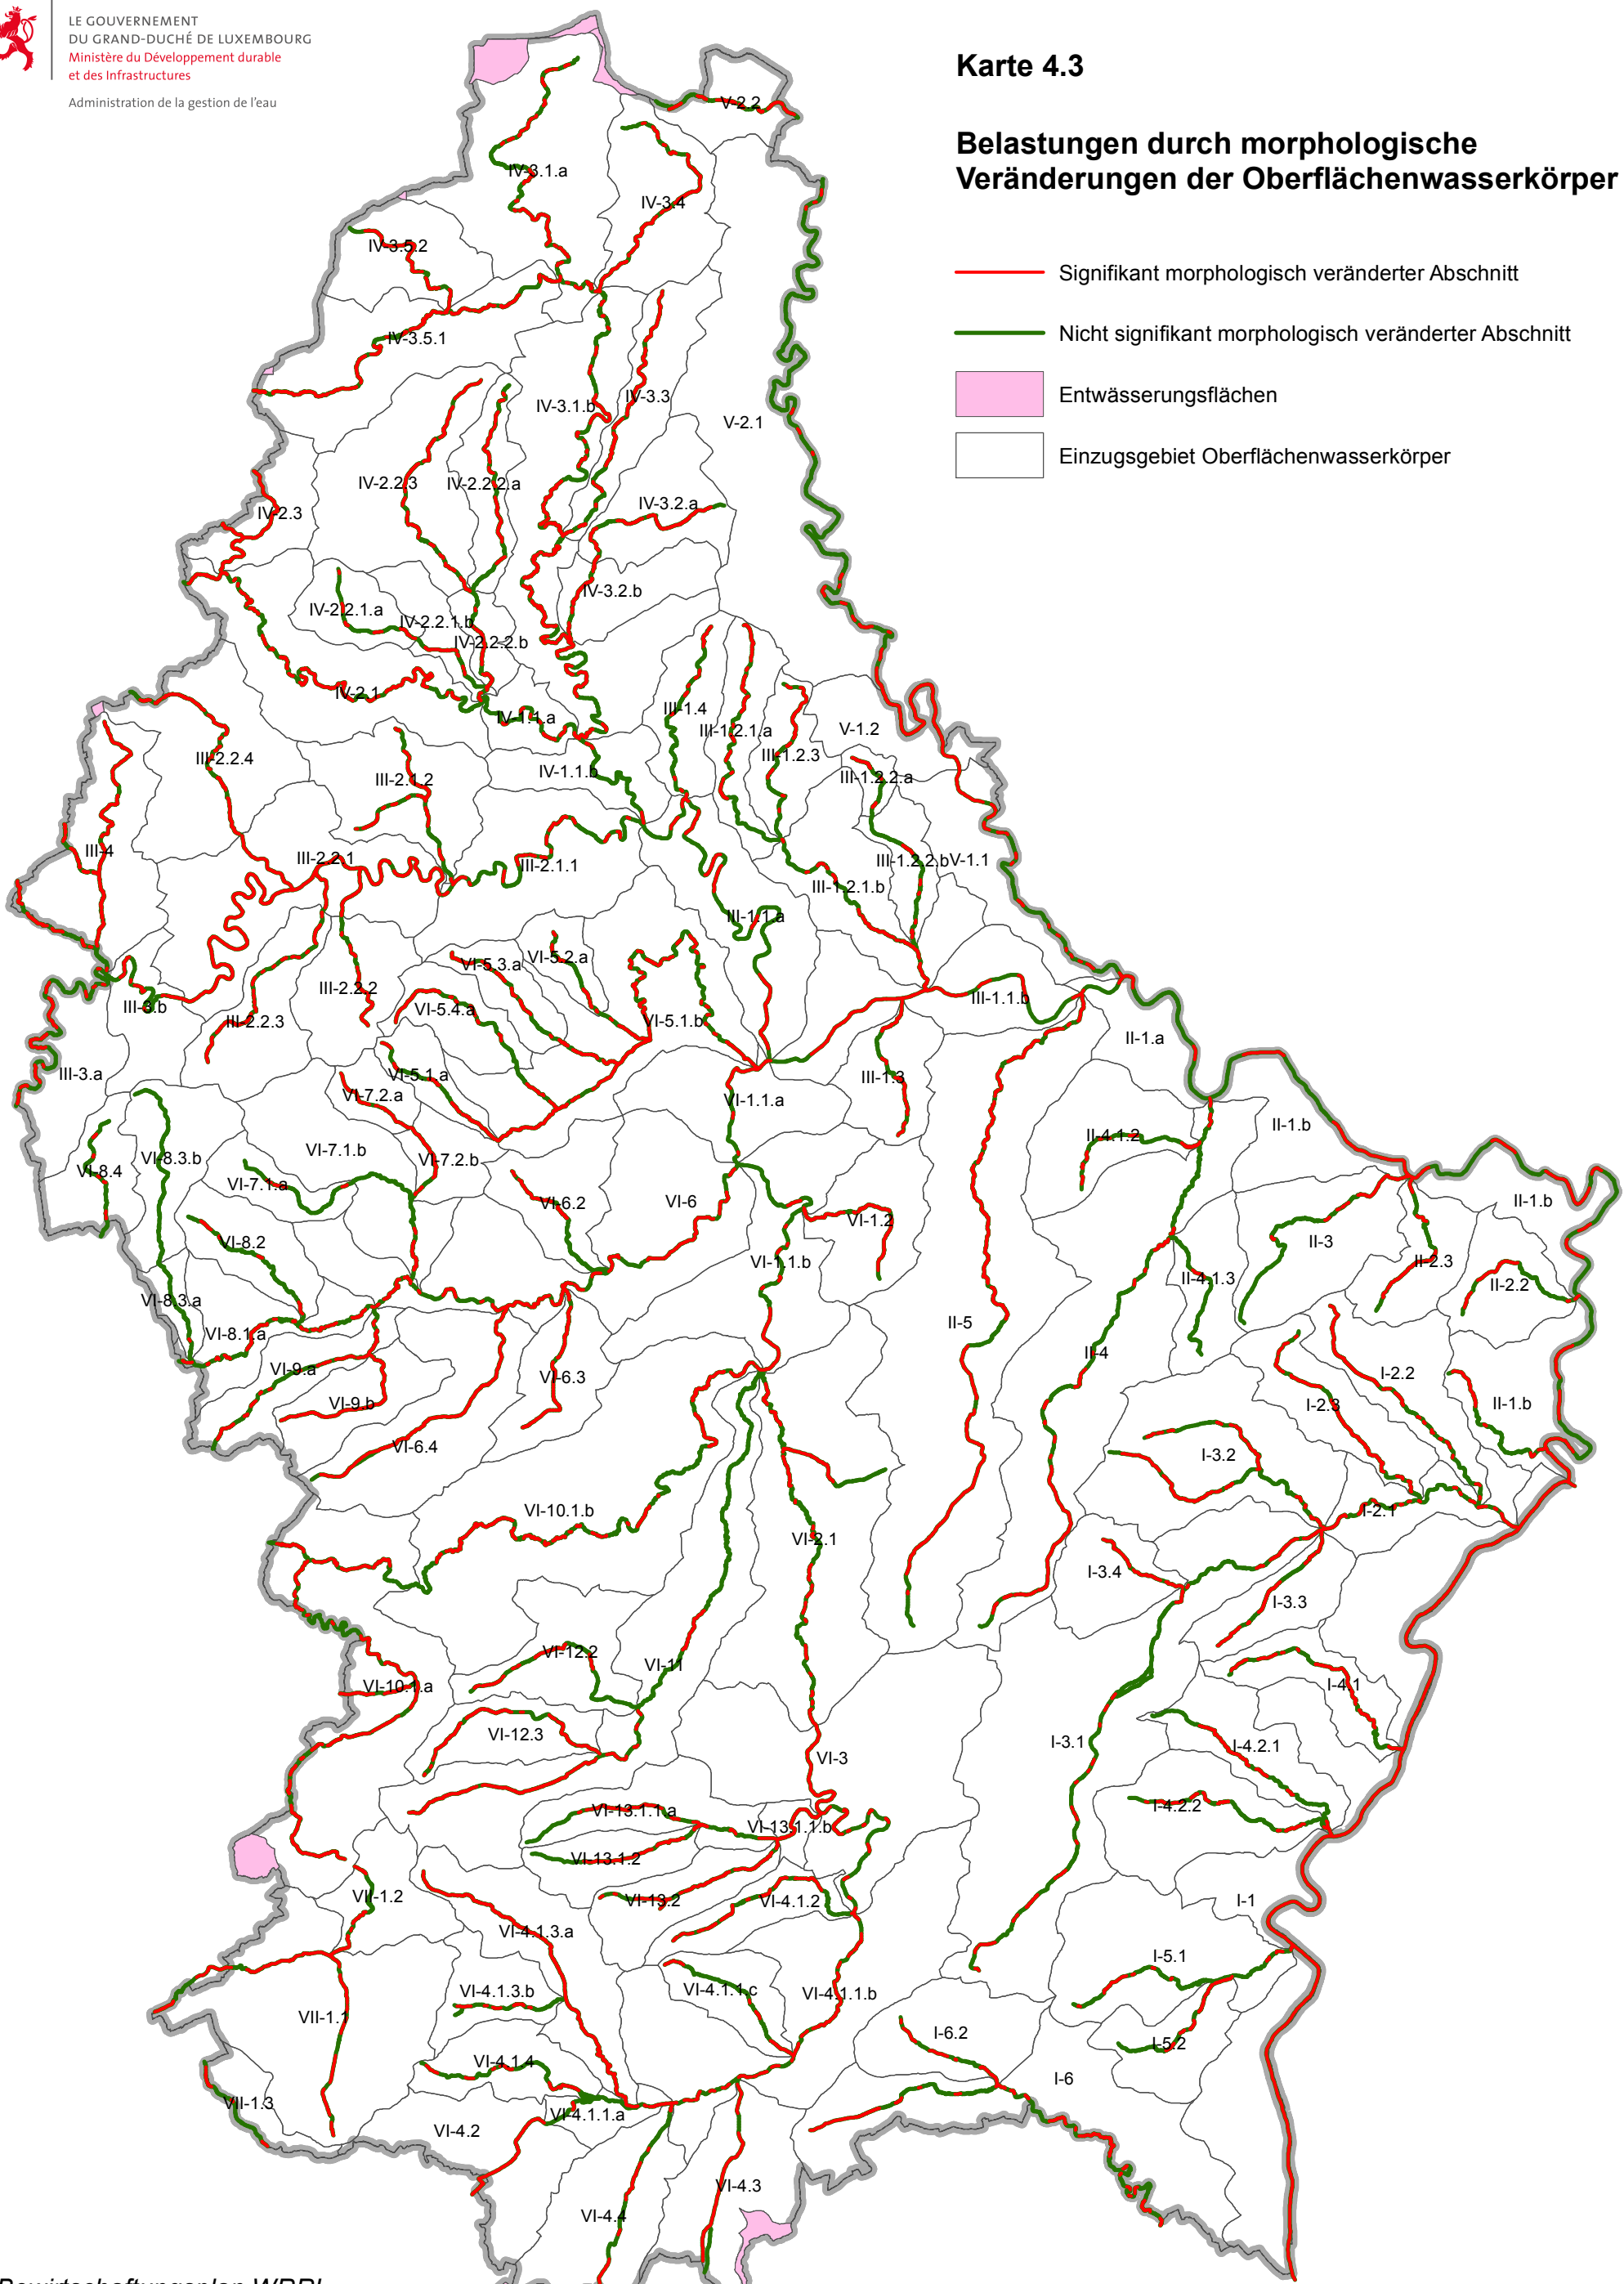 LE GOUVERNEMENT
DU GRAND-DUCHÉ DE LUXEMBOURG
Ministère du Développement durable
et des Infrastructures
Administration de la gestion de l'eau
Karte 4.3
Belastungen durch morphologische
Veränderungen der Oberflächenwasserkörper
Signifikant morphologisch veränderter Abschnitt
Nicht signifikant morphologisch veränderter Abschnitt
Entwässerungsflächen
Einzugsgebiet Oberflächenwasserkörper
V-2.2
IV-3.1.a
IV-3.4
IV-3.5.2
IV-3.5.1
IV-3.1.b
IV-3.3
V-2.1
IV-2.2.3
IV-2.2.2.a
IV-3.2.a
IV-2.3
IV-3.2.b
IV-2.2.1.a
IV-2.2.1.b
IV-2.2.2.b
IV-2.1
IV-1.1.a
III-1.4
III-1.2.1.a
V-1.2
III-2.2.4
III-1.2.3
IV-1.1.b
III-2.1.2
III-1.2.2.a
III-4
III-2.2.1
III-2.1.1
III-1.2.2.b
V-1.1
III-1.2.1.b
III-1.1.a
VI-5.3.a
VI-5.2.a
III-2.2.2
III-3.b
III-1.1.b
VI-5.4.a
III-2.2.3
VI-5.1.b
II-1.a
III-3.a
VI-5.1.a
III-1.3
VI-7.2.a
VI-1.1.a
II-1.b
II-4.1.2
VI-7.1.b
VI-8.3.b
VI-7.2.b
VI-8.4
VI-7.1.a
VI-6.2
VI-6
II-1.b
VI-1.2
VI-8.2
II-3
VI-1.1.b
II-2.3
II-4.1.3
II-2.2
VI-8.3.a
II-5
VI-8.1.a
II-4
VI-9.a
VI-6.3
I-2.2
VI-9.b
I-2.3
II-1.b
VI-6.4
I-3.2
VI-10.1.b
I-2.1
VI-2.1
I-3.4
I-3.3
VI-12.2
VI-11
VI-10.1.a
I-4.1
VI-12.3
I-3.1
I-4.2.1
VI-3
I-4.2.2
VI-13.1.1.a
VI-13.1.1.b
VI-13.1.2
VII-1.2
VI-13.2
VI-4.1.2
I-1
VI-4.1.3.a
I-5.1
VI-4.1.3.b
VI-4.1.1.c
VI-4.1.1.b
VII-1.1
I-6.2
I-5.2
VI-4.1.4
I-6
VII-1.3
VI-4.1.1.a
VI-4.2
VI-4.3
VI-4.4